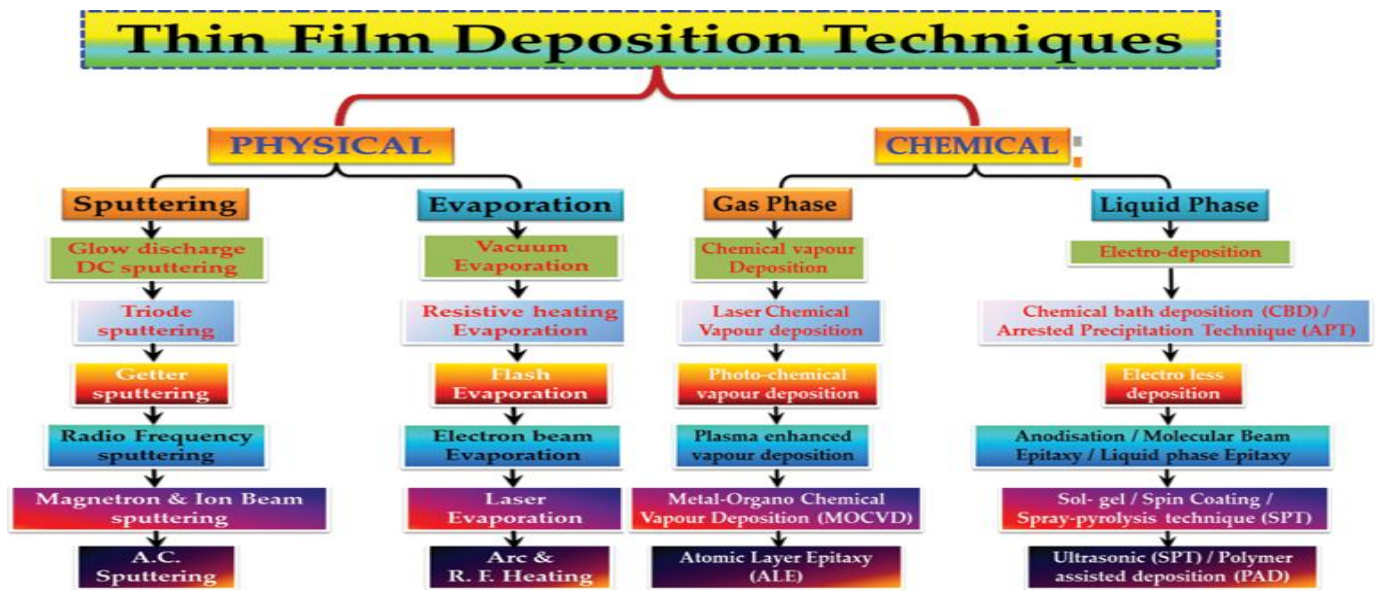 Thin Film Deposition Techniques
PHYSICAL
CHEMICAL
Sputtering
Evaporation
Gas Phase
Liquid Phase
Glow discharge
DC sputtering
Vacuum
Evaporation
Chemical vapour
Deposition
Electro-deposition
Triode
sputtering
Resistive heating
Evaporation
Laser Chemical
Vapour deposition
Chemical bath deposition (CBD) /
Arrested Precipitation Technique (APT)
Getter
sputtering
Flash
Evaporation
Photo-chemical
vapour deposition
Electro less
deposition
Radio Frequency
sputtering
Electron beam
Evaporation
Plasma enhanced
vapour deposition
Anodisation / Molecular Beam
Epitaxy / Liquid phase Epitaxy
Magnetron & Ion Beam
sputtering
Laser
Evaporation
Metal-Organo Chemical
Vapour Deposition (MOCVD)
Sol- gel / Spin Coating /
Spray-pyrolysis technique (SPT)
A.C.
Sputtering
Arc &
R. F. Heating
Atomic Layer Epitaxy
(ALE)
Ultrasonic (SPT) / Polymer
assisted deposition (PAD)